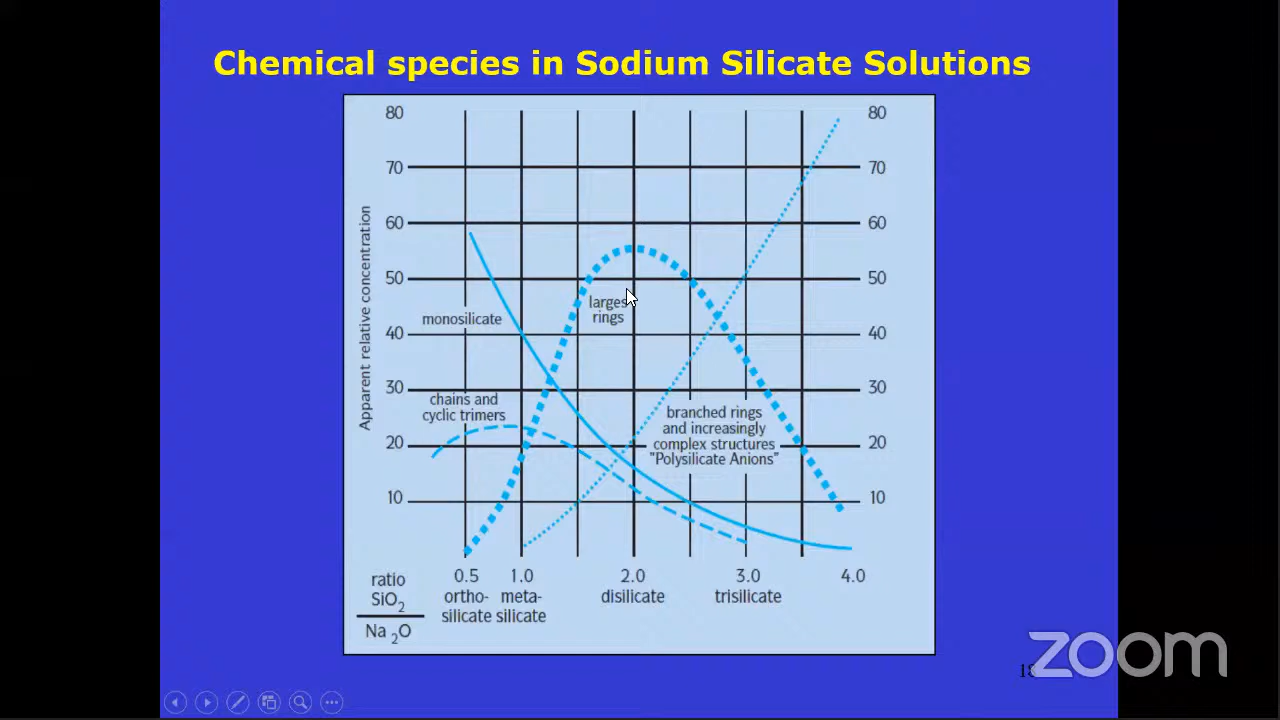 Chemical species in Sodium Silicate Solutions
80
70
60
50
40
30
20
10
80
70
60
50
40
30
20
10
Apparent relative concentration
monosilicate
larges
rings
chains and
cyclic trimers
branched rings
and increasingly
complex structures
"Polysilicate Anions"
ratio
SiO2
Na2O
0.5
ortho-
silicate
1.0
meta-
silicate
2.0
disilicate
3.0
trisilicate
4.0
zoom